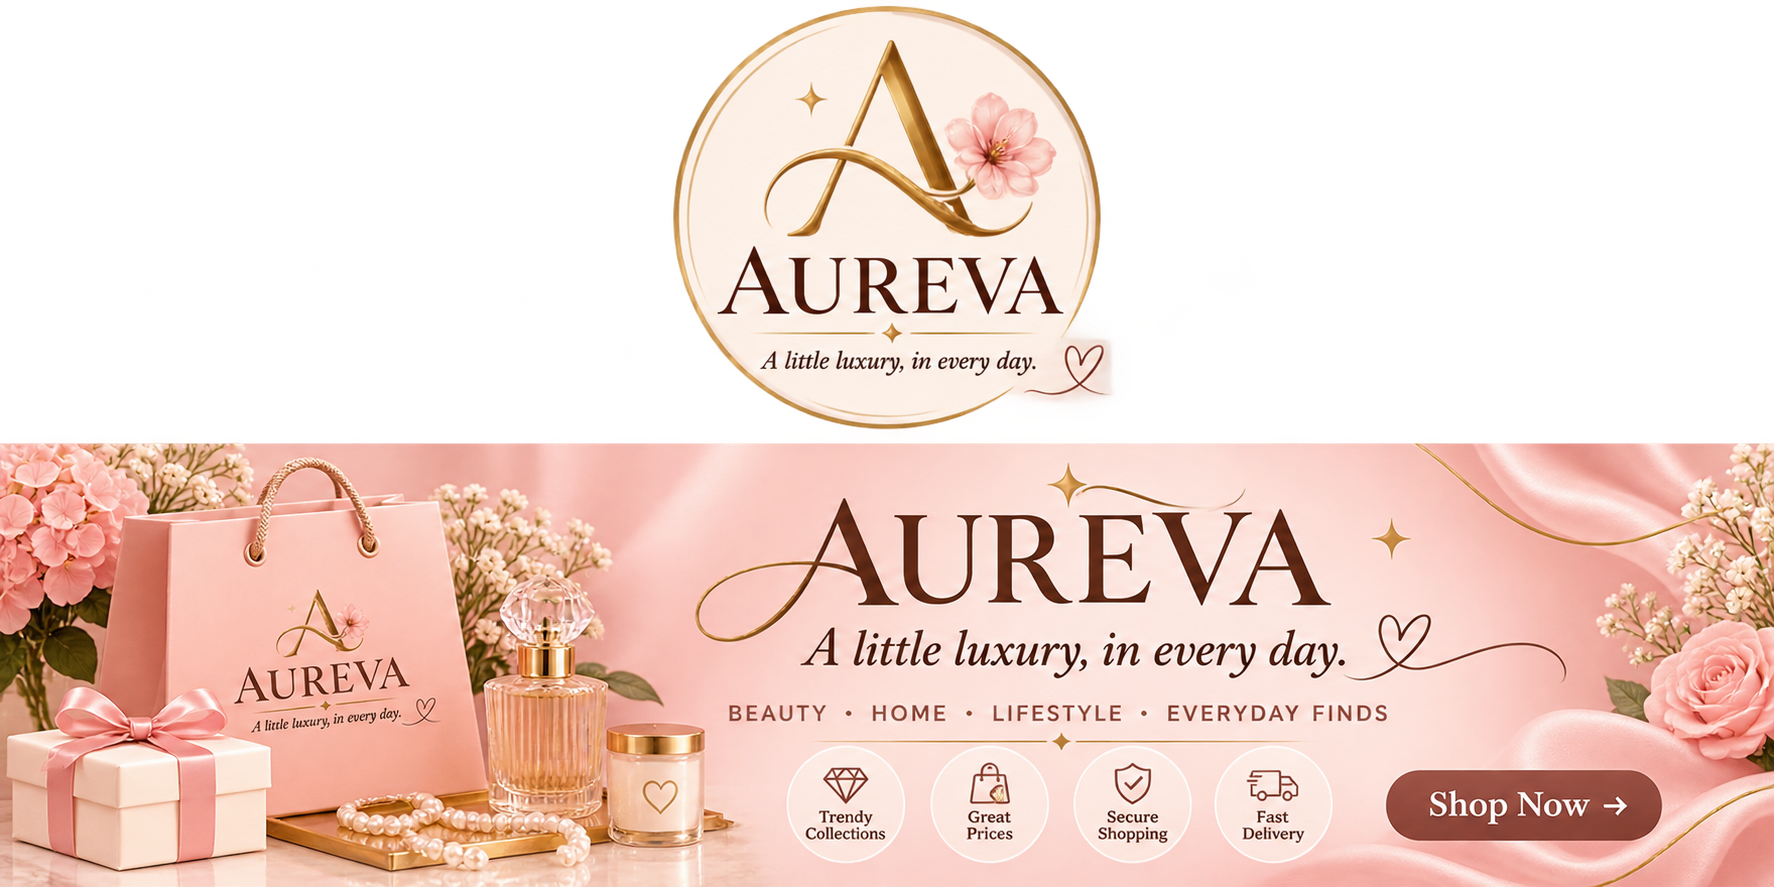 A
AUREVA
A little luxury, in every day.
AUREVA
A little luxury, in every day.
BEAUTY • HOME • LIFESTYLE • EVERYDAY FINDS
Trendy
Collections
Great
Prices
Secure
Shopping
Fast
Delivery
Shop Now →
A
AUREVA
A little luxury, in every day.